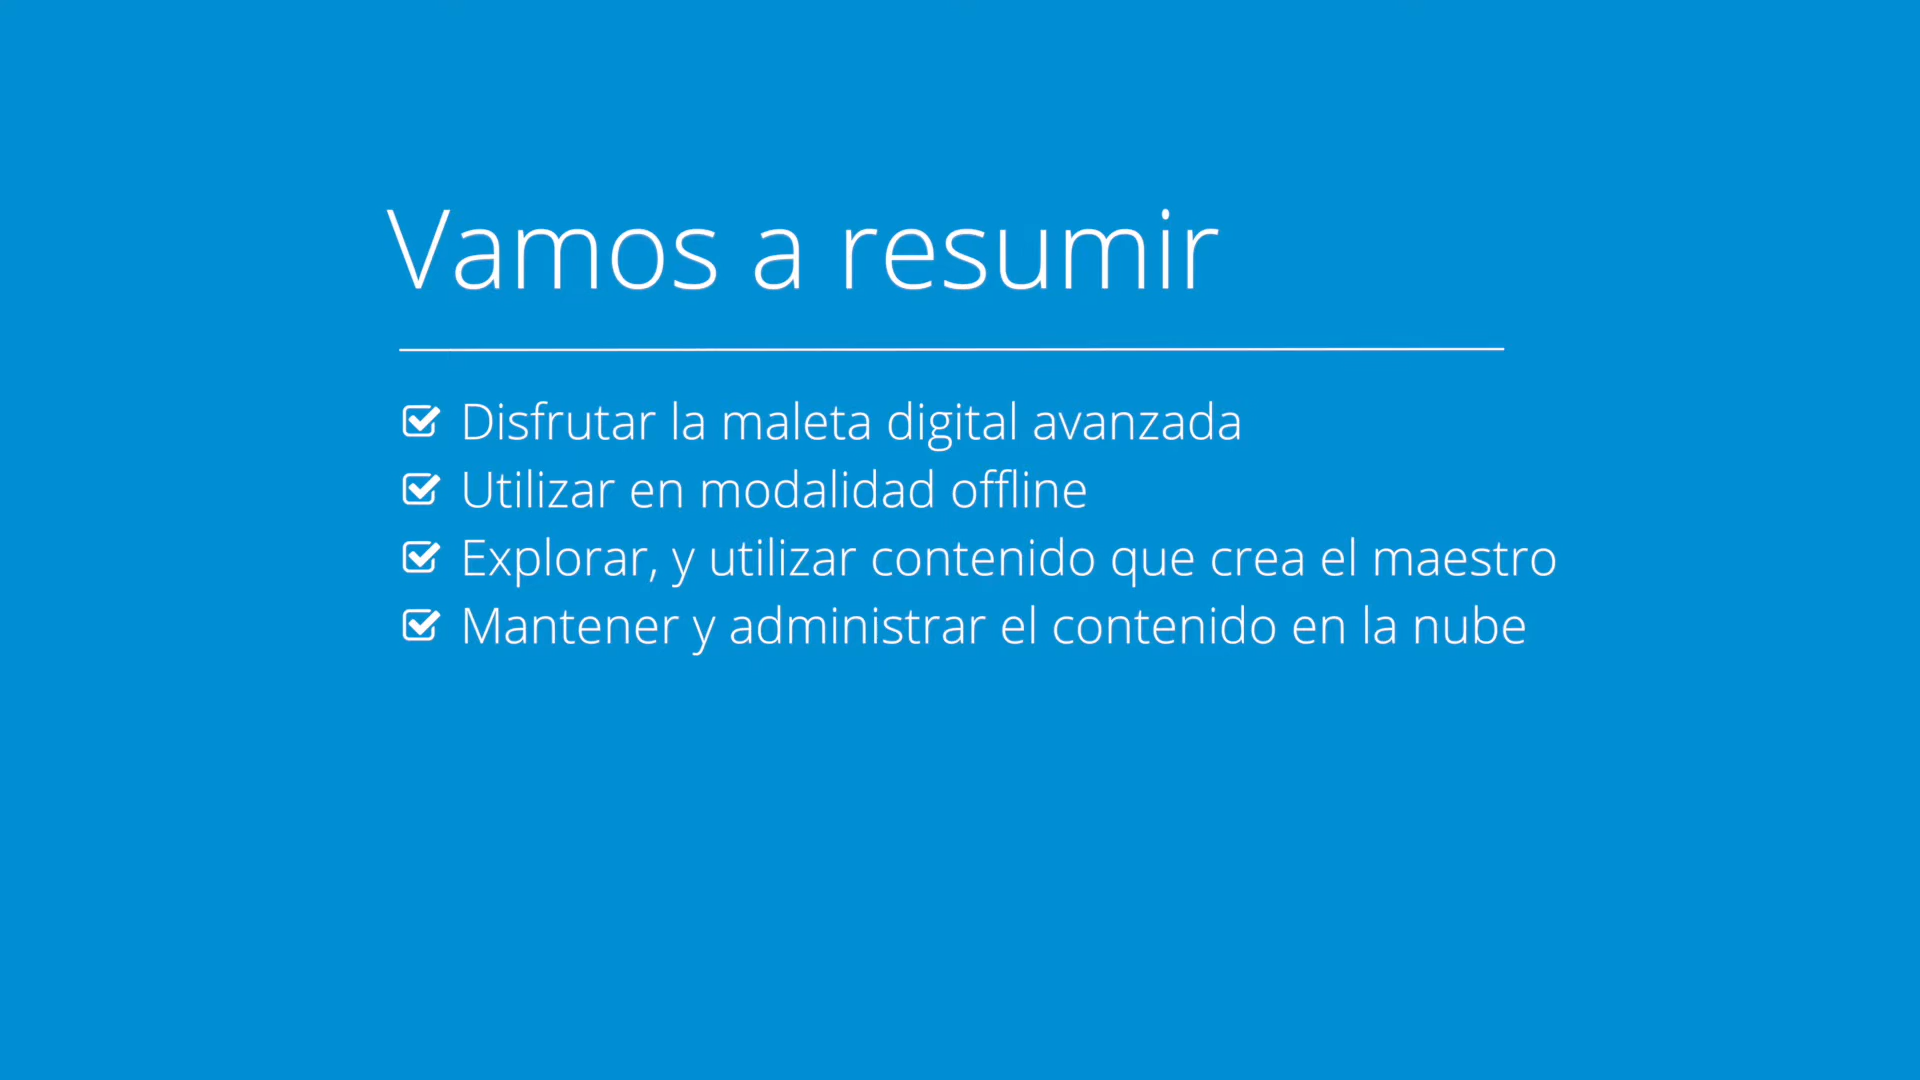 Vamos a resumir
Disfrutar la maleta digital avanzada
Utilizar en modalidad offline
Explorar, y utilizar contenido que crea el maestro
Mantener y administrar el contenido en la nube